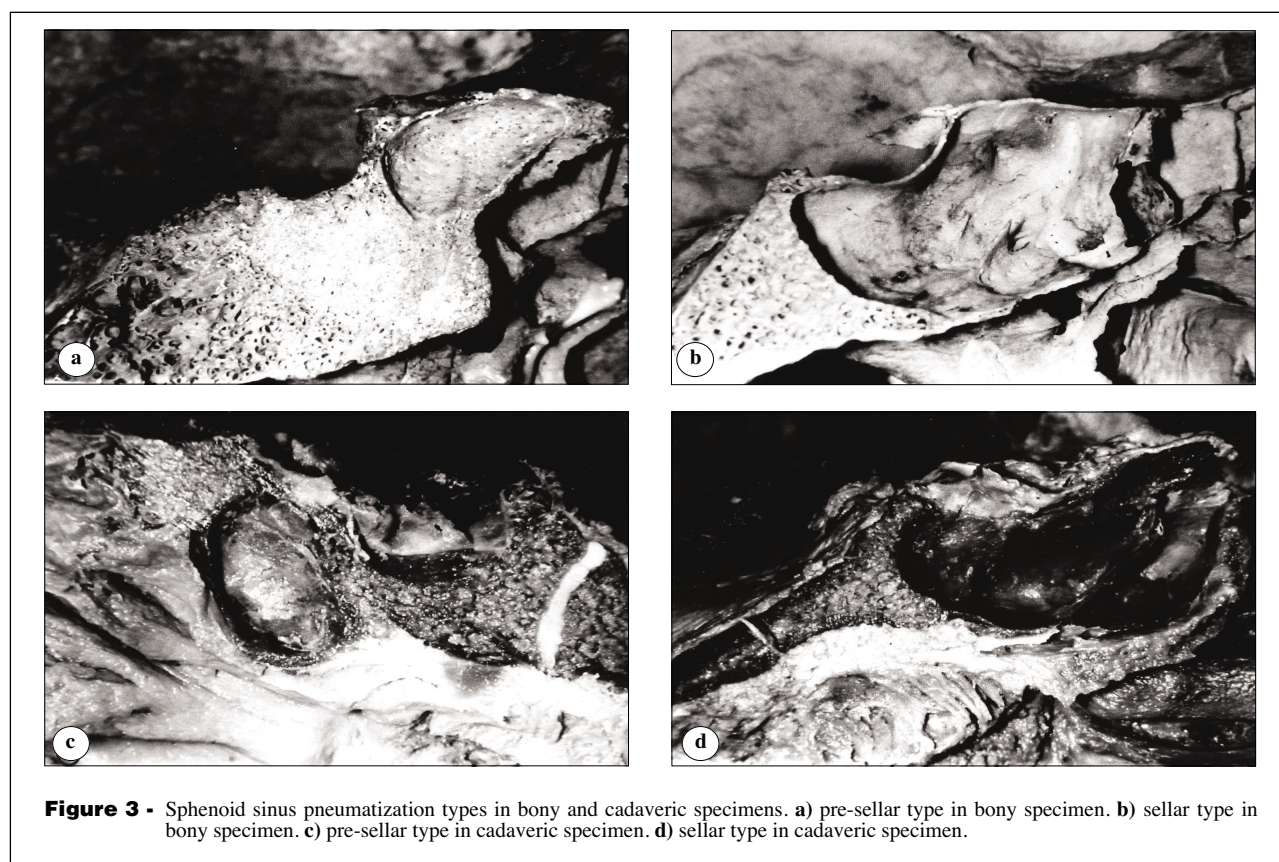 a
b
c
d
Figure 3 - Sphenoid sinus pneumatization types in bony and cadaveric specimens. a) pre-sellar type in bony specimen. b) sellar type in
bony specimen. c) pre-sellar type in cadaveric specimen. d) sellar type in cadaveric specimen.